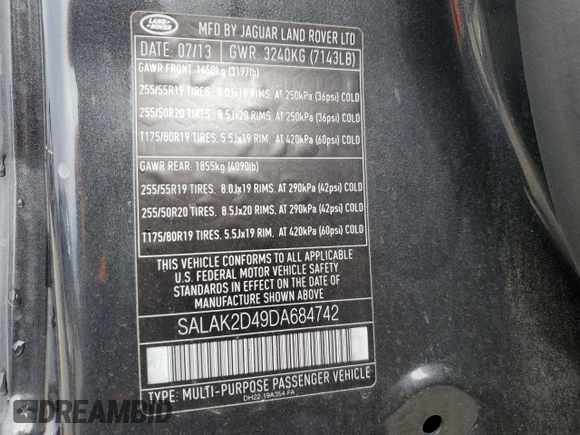 LAND ROVER
MFD BY JAGUAR LAND ROVER LTD
DATE: 07/13 GWR. 3240KG (7143LB)
GAWR FRONT: 1450kg (3197lb)
255/55R19 TIRES. 8.0Jx19 RIMS. AT 250kPa (36psi) COLD
255/50R20 TIRES. 8.5Jx20 RIMS. AT 250kPa (36psi) COLD
T175/80R19 TIRES. 5.5Jx19 RIM. AT 420kPa (60psi) COLD
GAWR REAR: 1855kg (4090lb)
255/55R19 TIRES. 8.0Jx19 RIMS. AT 290kPa (42psi) COLD
255/50R20 TIRES. 8.5Jx20 RIMS. AT 290kPa (42psi) COLD
T175/80R19 TIRES. 5.5Jx19 RIM. AT 420kPa (60psi) COLD
THIS VEHICLE CONFORMS TO ALL APPLICABLE
U.S. FEDERAL MOTOR VEHICLE SAFETY
STANDARDS IN EFFECT ON THE DATE OF
MANUFACTURE SHOWN ABOVE
SALAK2D49DA684742
TYPE: MULTI-PURPOSE PASSENGER VEHICLE
DH22-19A354-FA
DREAMBID